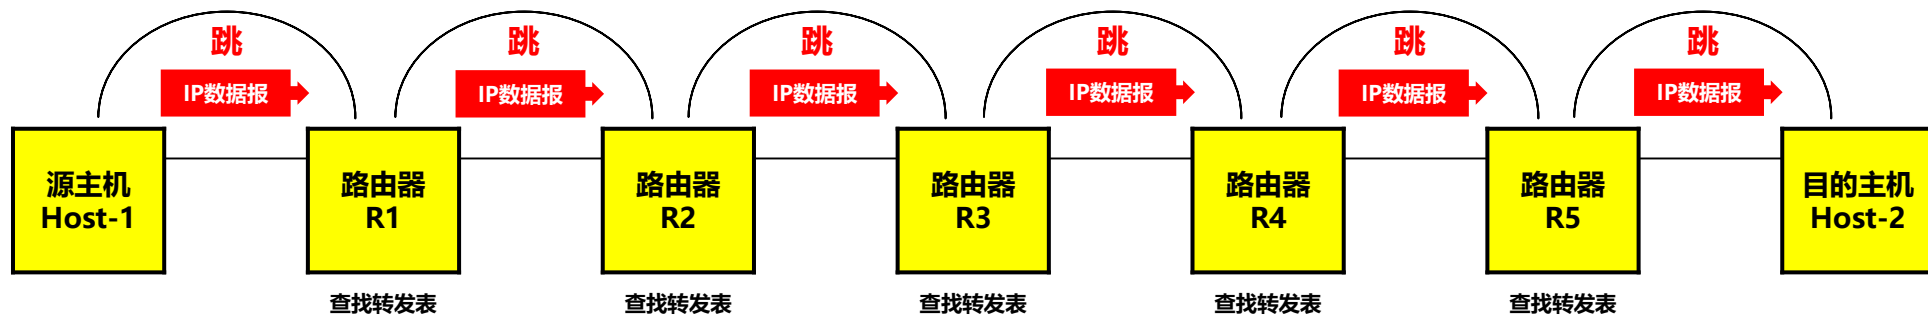 跳 跳 跳 跳 跳 跳
IP数据报 IP数据报 IP数据报 IP数据报 IP数据报 IP数据报
源主机 路由器 路由器 路由器 路由器 路由器 目的主机
Host-1 R1 R2 R3 R4 R5 Host-2
查找转发表 查找转发表 查找转发表 查找转发表 查找转发表